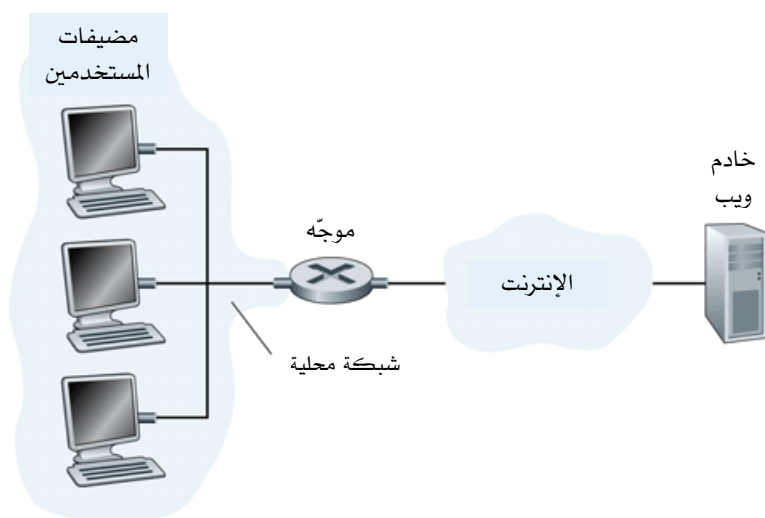 مضيفات
المستخدمين
خادم
ويب
موجّه
الإنترنت
شبكة محلية